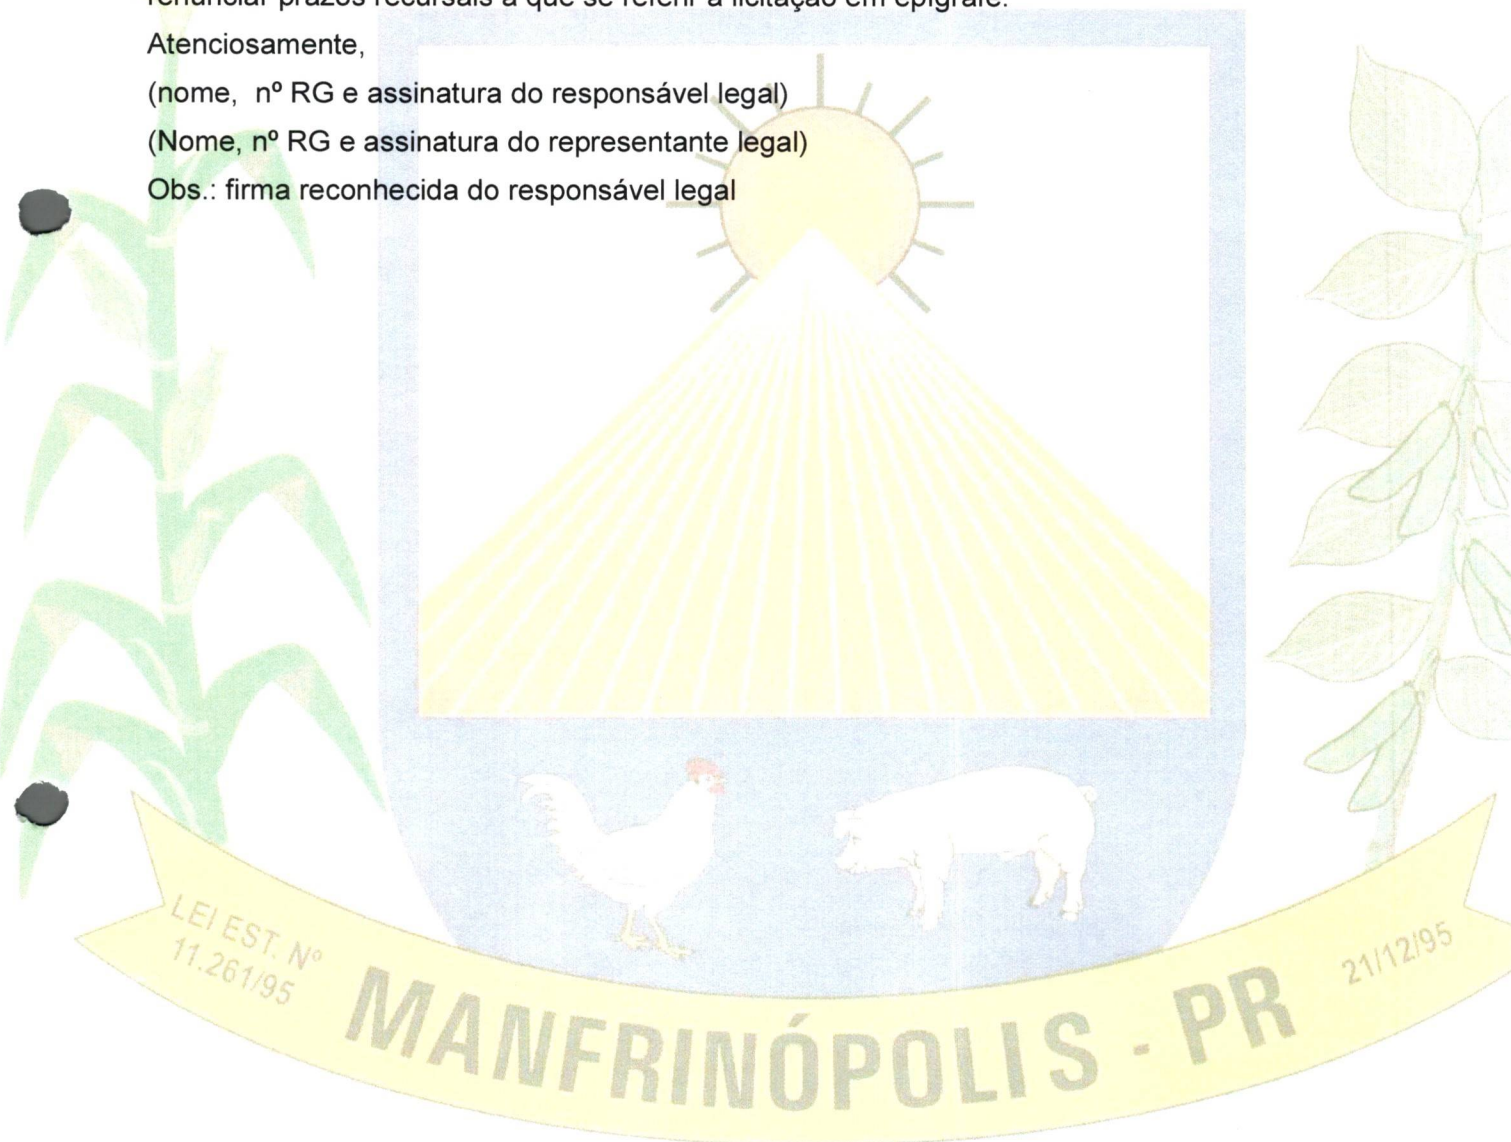 renunciar prazos recursais a que se referir a licitação em epígrafe.
Atenciosamente,
(nome, nº RG e assinatura do responsável legal)
(Nome, nº RG e assinatura do representante legal)
Obs.: firma reconhecida do responsável legal
LEI EST. Nº
11.261/95
MANFRINÓPOLIS - PR
21/12/95